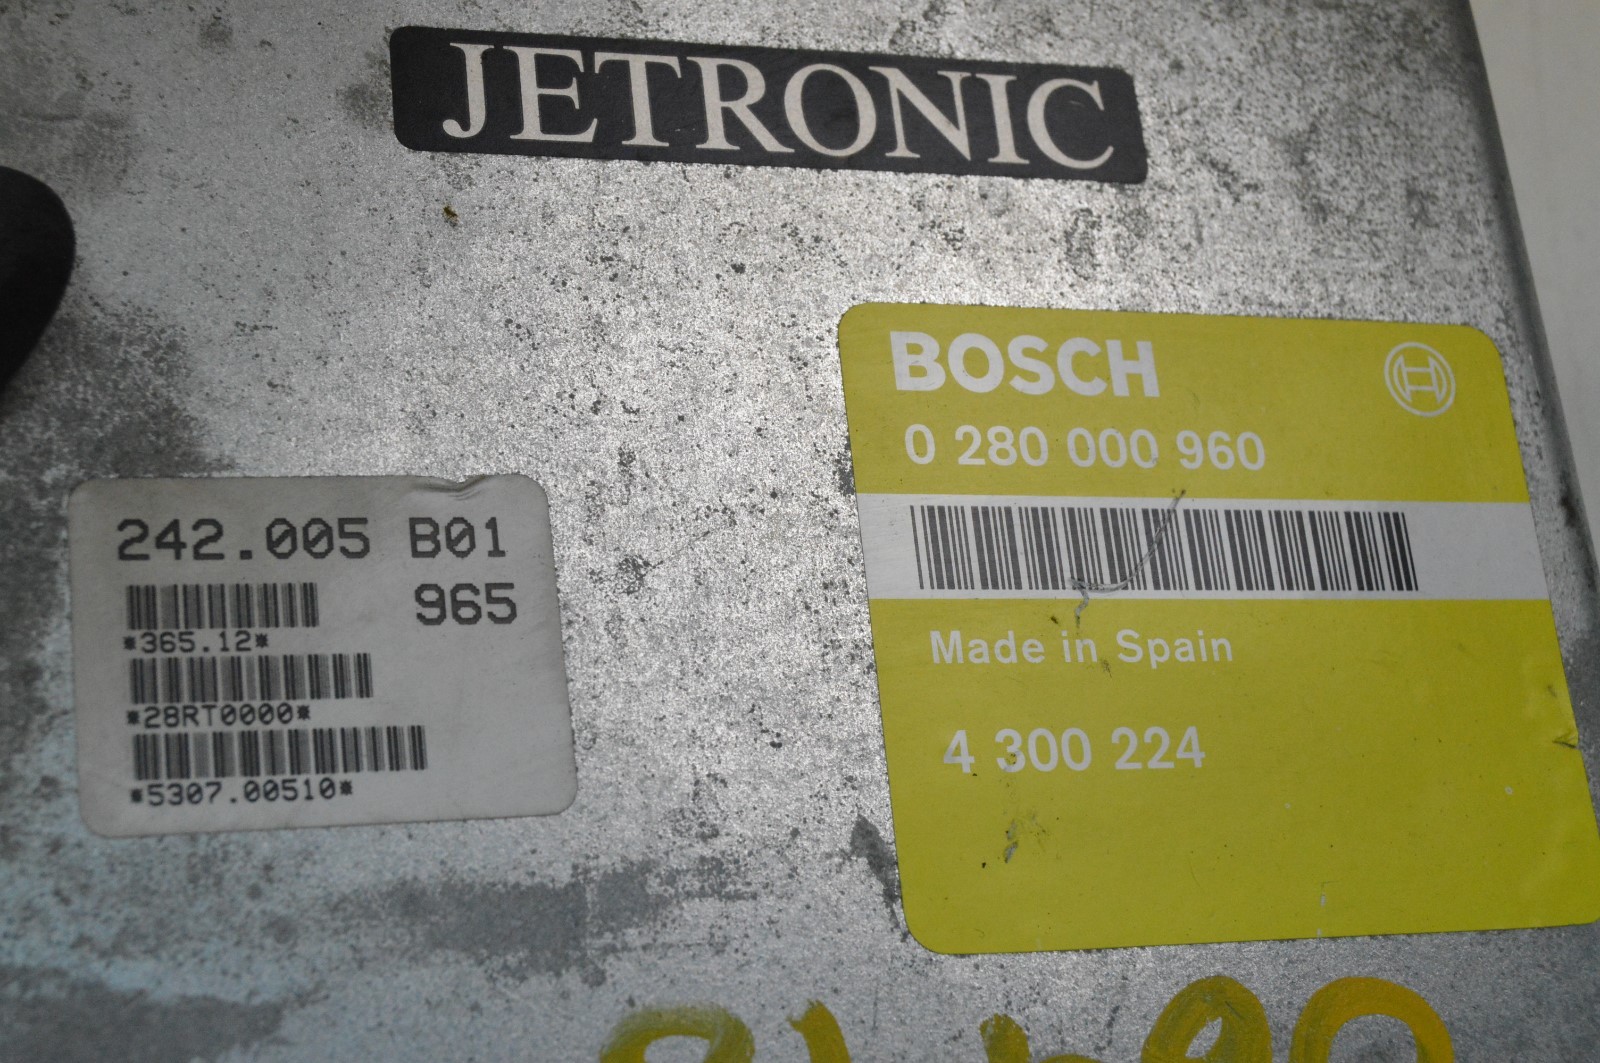 JETRONIC
BOSCH
0 280 000 960
Made in Spain
4 300 224
242.005 B01
965
*365.12*
*28RT0000*
*5307.00510*